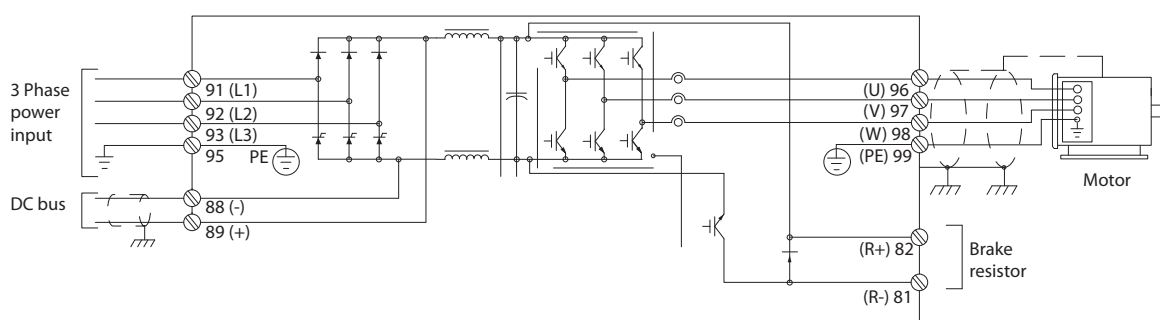 3 Phase
power
input
91 (L1)
92 (L2)
93 (L3)
95
PE
DC bus
88 (-)
89 (+)
(U) 96
(V) 97
(W) 98
(PE) 99
Motor
(R+) 82
(R-) 81
Brake
resistor